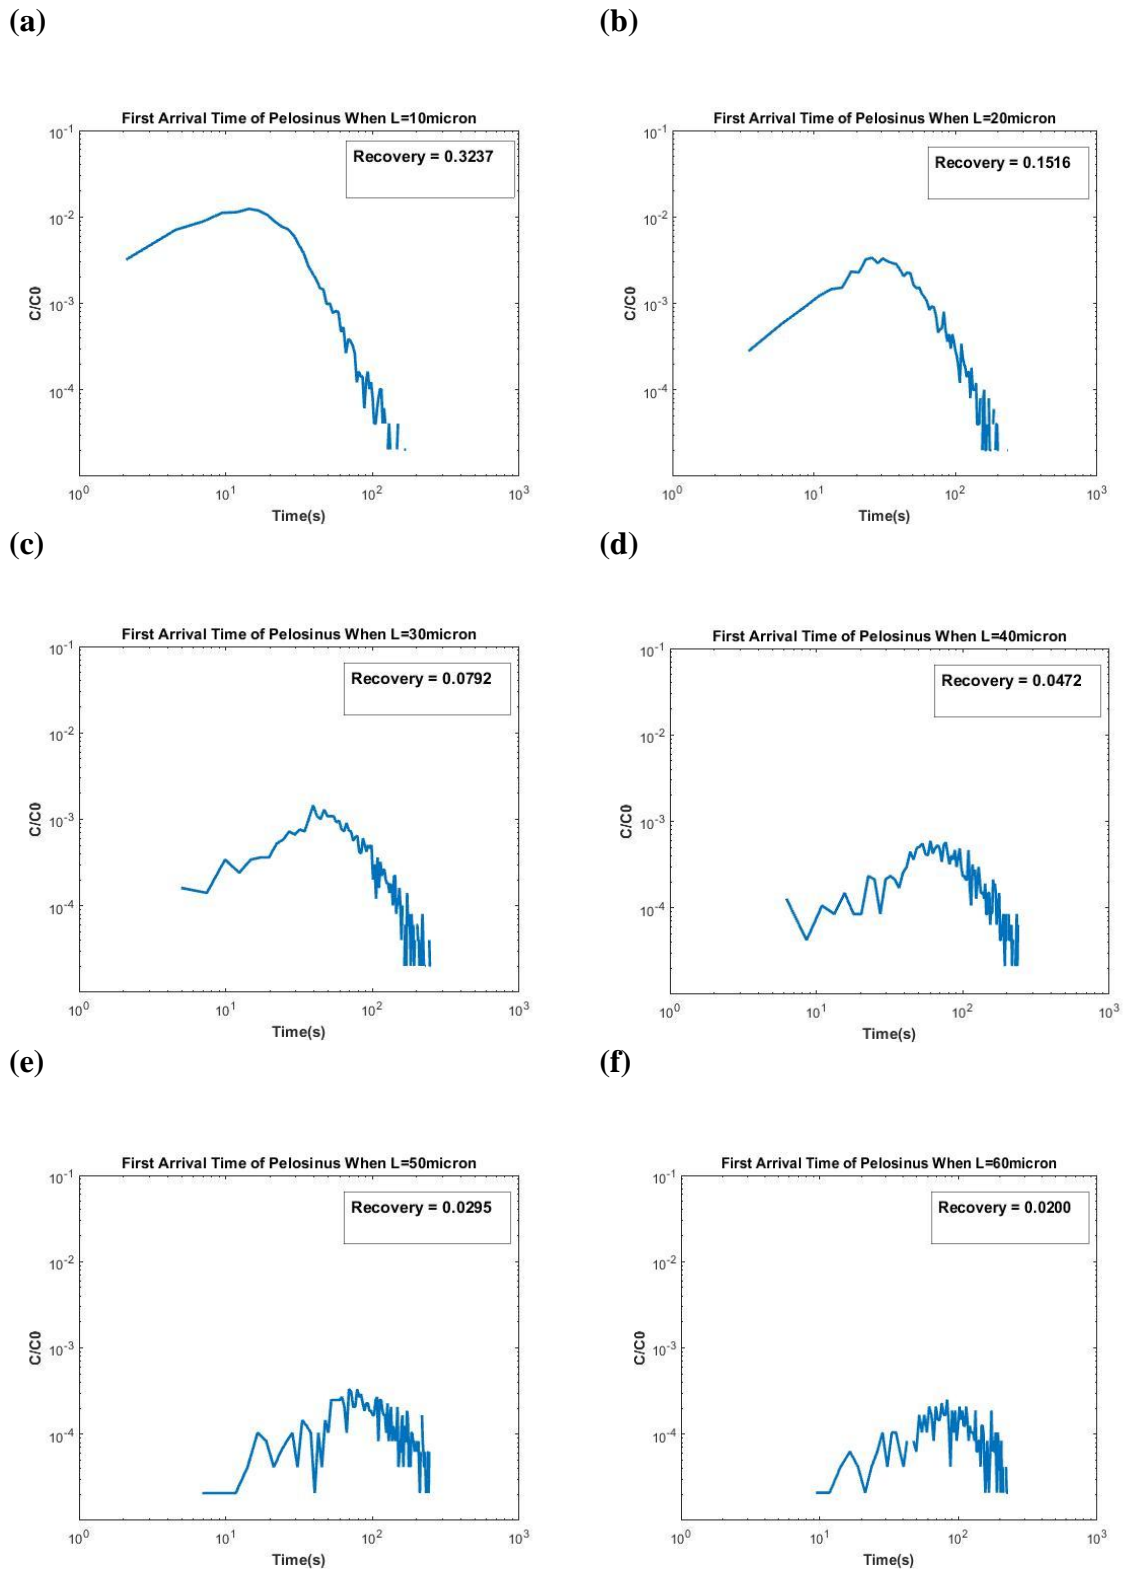 (a)
(b)
First Arrival Time of Pelosinus When L=10micron
Recovery = 0.3237
10^-1
10^-2
10^-3
10^-4
C/C0
10^0
10^1
10^2
10^3
Time(s)
First Arrival Time of Pelosinus When L=20micron
Recovery = 0.1516
10^-1
10^-2
10^-3
10^-4
C/C0
10^0
10^1
10^2
10^3
Time(s)
(c)
(d)
First Arrival Time of Pelosinus When L=30micron
Recovery = 0.0792
10^-1
10^-2
10^-3
10^-4
C/C0
10^0
10^1
10^2
10^3
Time(s)
First Arrival Time of Pelosinus When L=40micron
Recovery = 0.0472
10^-1
10^-2
10^-3
10^-4
C/C0
10^0
10^1
10^2
10^3
Time(s)
(e)
(f)
First Arrival Time of Pelosinus When L=50micron
Recovery = 0.0295
10^-1
10^-2
10^-3
10^-4
C/C0
10^0
10^1
10^2
10^3
Time(s)
First Arrival Time of Pelosinus When L=60micron
Recovery = 0.0200
10^-1
10^-2
10^-3
10^-4
C/C0
10^0
10^1
10^2
10^3
Time(s)